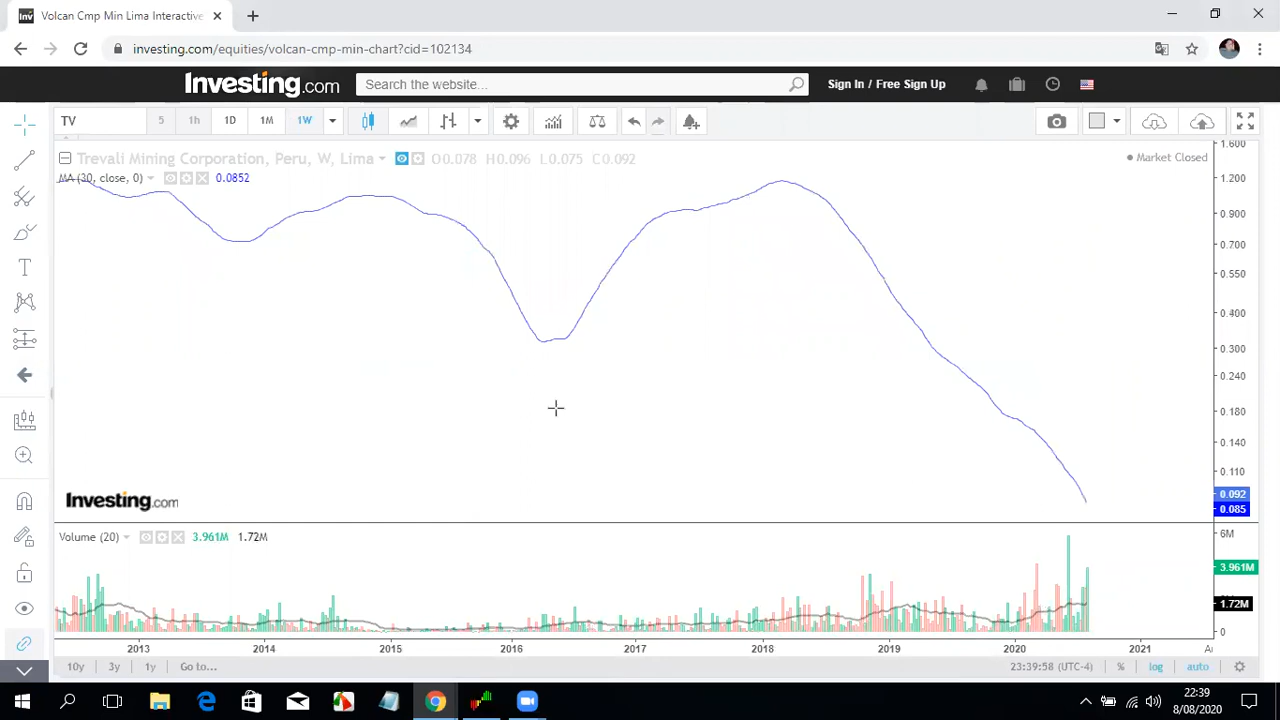 Volcan Cmp Min Lima Interactive
investing.com/equities/volcan-cmp-min-chart?cid=102134
Investing.com
Search the website...
Sign In / Free Sign Up
TV
5
1h
1D
1M
1W
Trevali Mining Corporation, Peru, W, Lima
O0.078 H0.096 L0.075 C0.092
Market Closed
MA (30, close, 0)
0.0852
1.600
1.200
0.900
0.700
0.550
0.400
0.300
0.240
0.180
0.140
0.110
0.092
0.085
Investing.com
Volume (20)
3.961M
1.72M
6M
3.961M
1.72M
0
2013
2014
2015
2016
2017
2018
2019
2020
2021
10y
3y
1y
Go to...
23:39:58 (UTC-4)
%
log
auto
22:39
8/08/2020